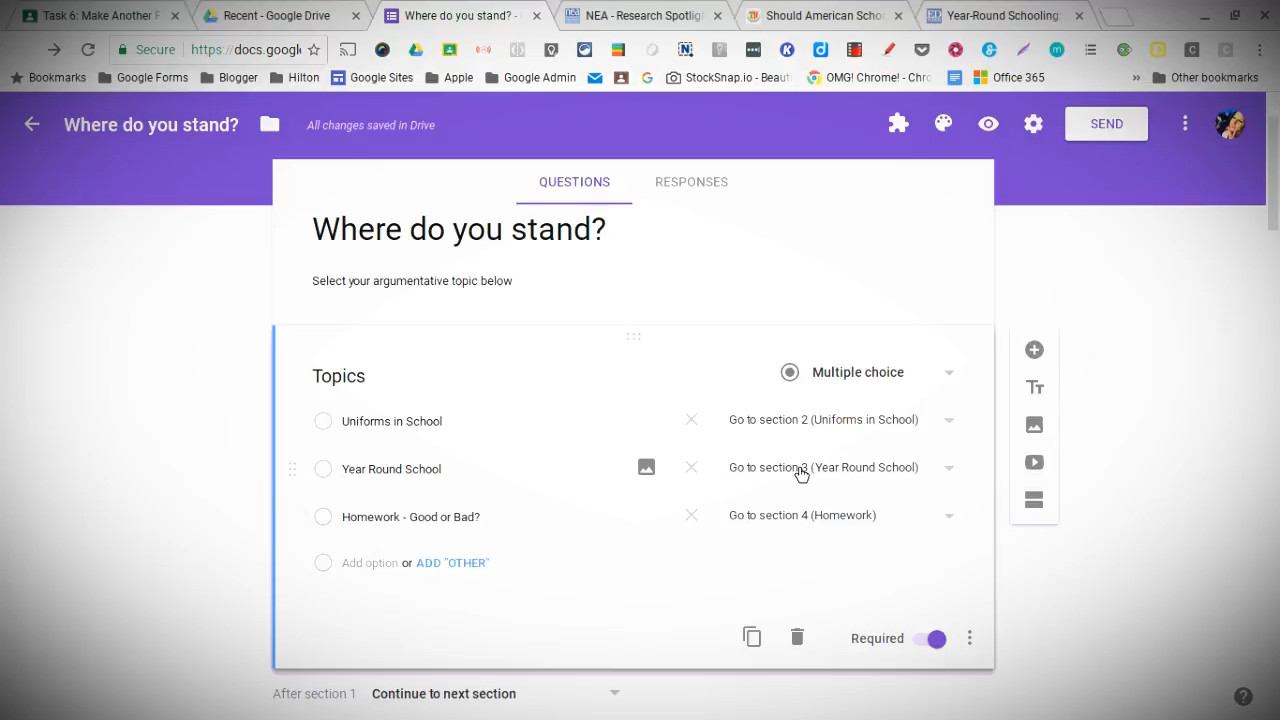 Task 6: Make Another F
Recent - Google Drive
Where do you stand? -
NEA - Research Spotlig
Should American Schoo
Year-Round Schooling:
Secure
https://docs.googl
Bookmarks
Google Forms
Blogger
Hilton
Google Sites
Apple
Google Admin
StockSnap.io - Beaut
OMG! Chrome! - Chr
Office 365
»
Other bookmarks
Where do you stand?
All changes saved in Drive
SEND
QUESTIONS
RESPONSES
Where do you stand?
Select your argumentative topic below
Topics
Multiple choice
Uniforms in School
Go to section 2 (Uniforms in School)
Year Round School
Go to section 3 (Year Round School)
Homework - Good or Bad?
Go to section 4 (Homework)
Add option or ADD "OTHER"
Required
After section 1 Continue to next section